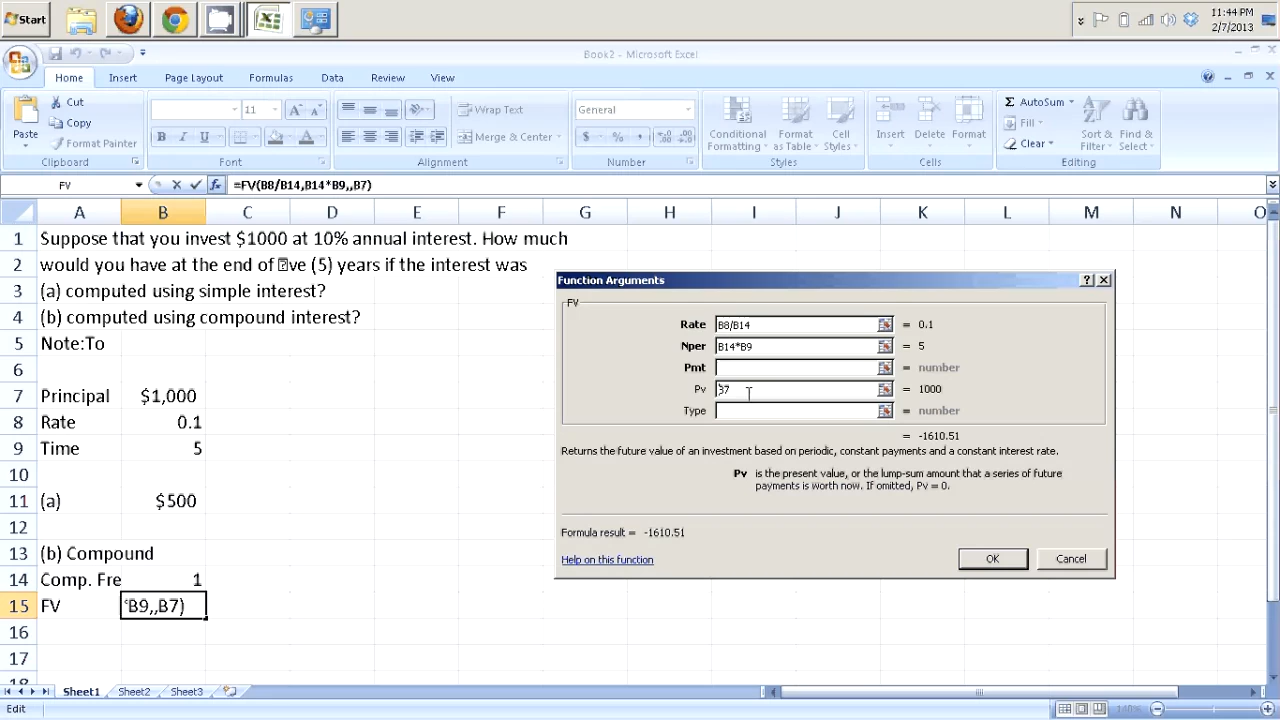 Start
11:44 PM
2/7/2013
Book2 - Microsoft Excel
Home Insert Page Layout Formulas Data Review View
Paste
Cut
Copy
Format Painter
Clipboard
11
A A
B I U
A
Font
Wrap Text
Merge & Center
Alignment
General
$ % ,
Number
Conditional Formatting
Format as Table
Cell Styles
Styles
Insert Delete Format
Cells
Σ AutoSum
Fill
Clear
Sort & Filter
Find & Select
Editing
FV
fx
=FV(B8/B14,B14*B9,,B7)
A B C D E F G H I J K L M N O
1 Suppose that you invest $1000 at 10% annual interest. How much
2 would you have at the end of ve (5) years if the interest was
3 (a) computed using simple interest?
4 (b) computed using compound interest?
5 Note:To
6
7 Principal $1,000
8 Rate 0.1
9 Time 5
10
11 (a) $500
12
13 (b) Compound
14 Comp. Fre 1
15 FV B9,,B7)
16
17
Function Arguments
FV
Rate B8/B14 = 0.1
Nper B14*B9 = 5
Pmt = number
Pv B7 = 1000
Type = number
= -1610.51
Returns the future value of an investment based on periodic, constant payments and a constant interest rate.
Pv is the present value, or the lump-sum amount that a series of future
payments is worth now. If omitted, Pv = 0.
Formula result = -1610.51
Help on this function
OK
Cancel
Sheet1 Sheet2 Sheet3
Edit
148%